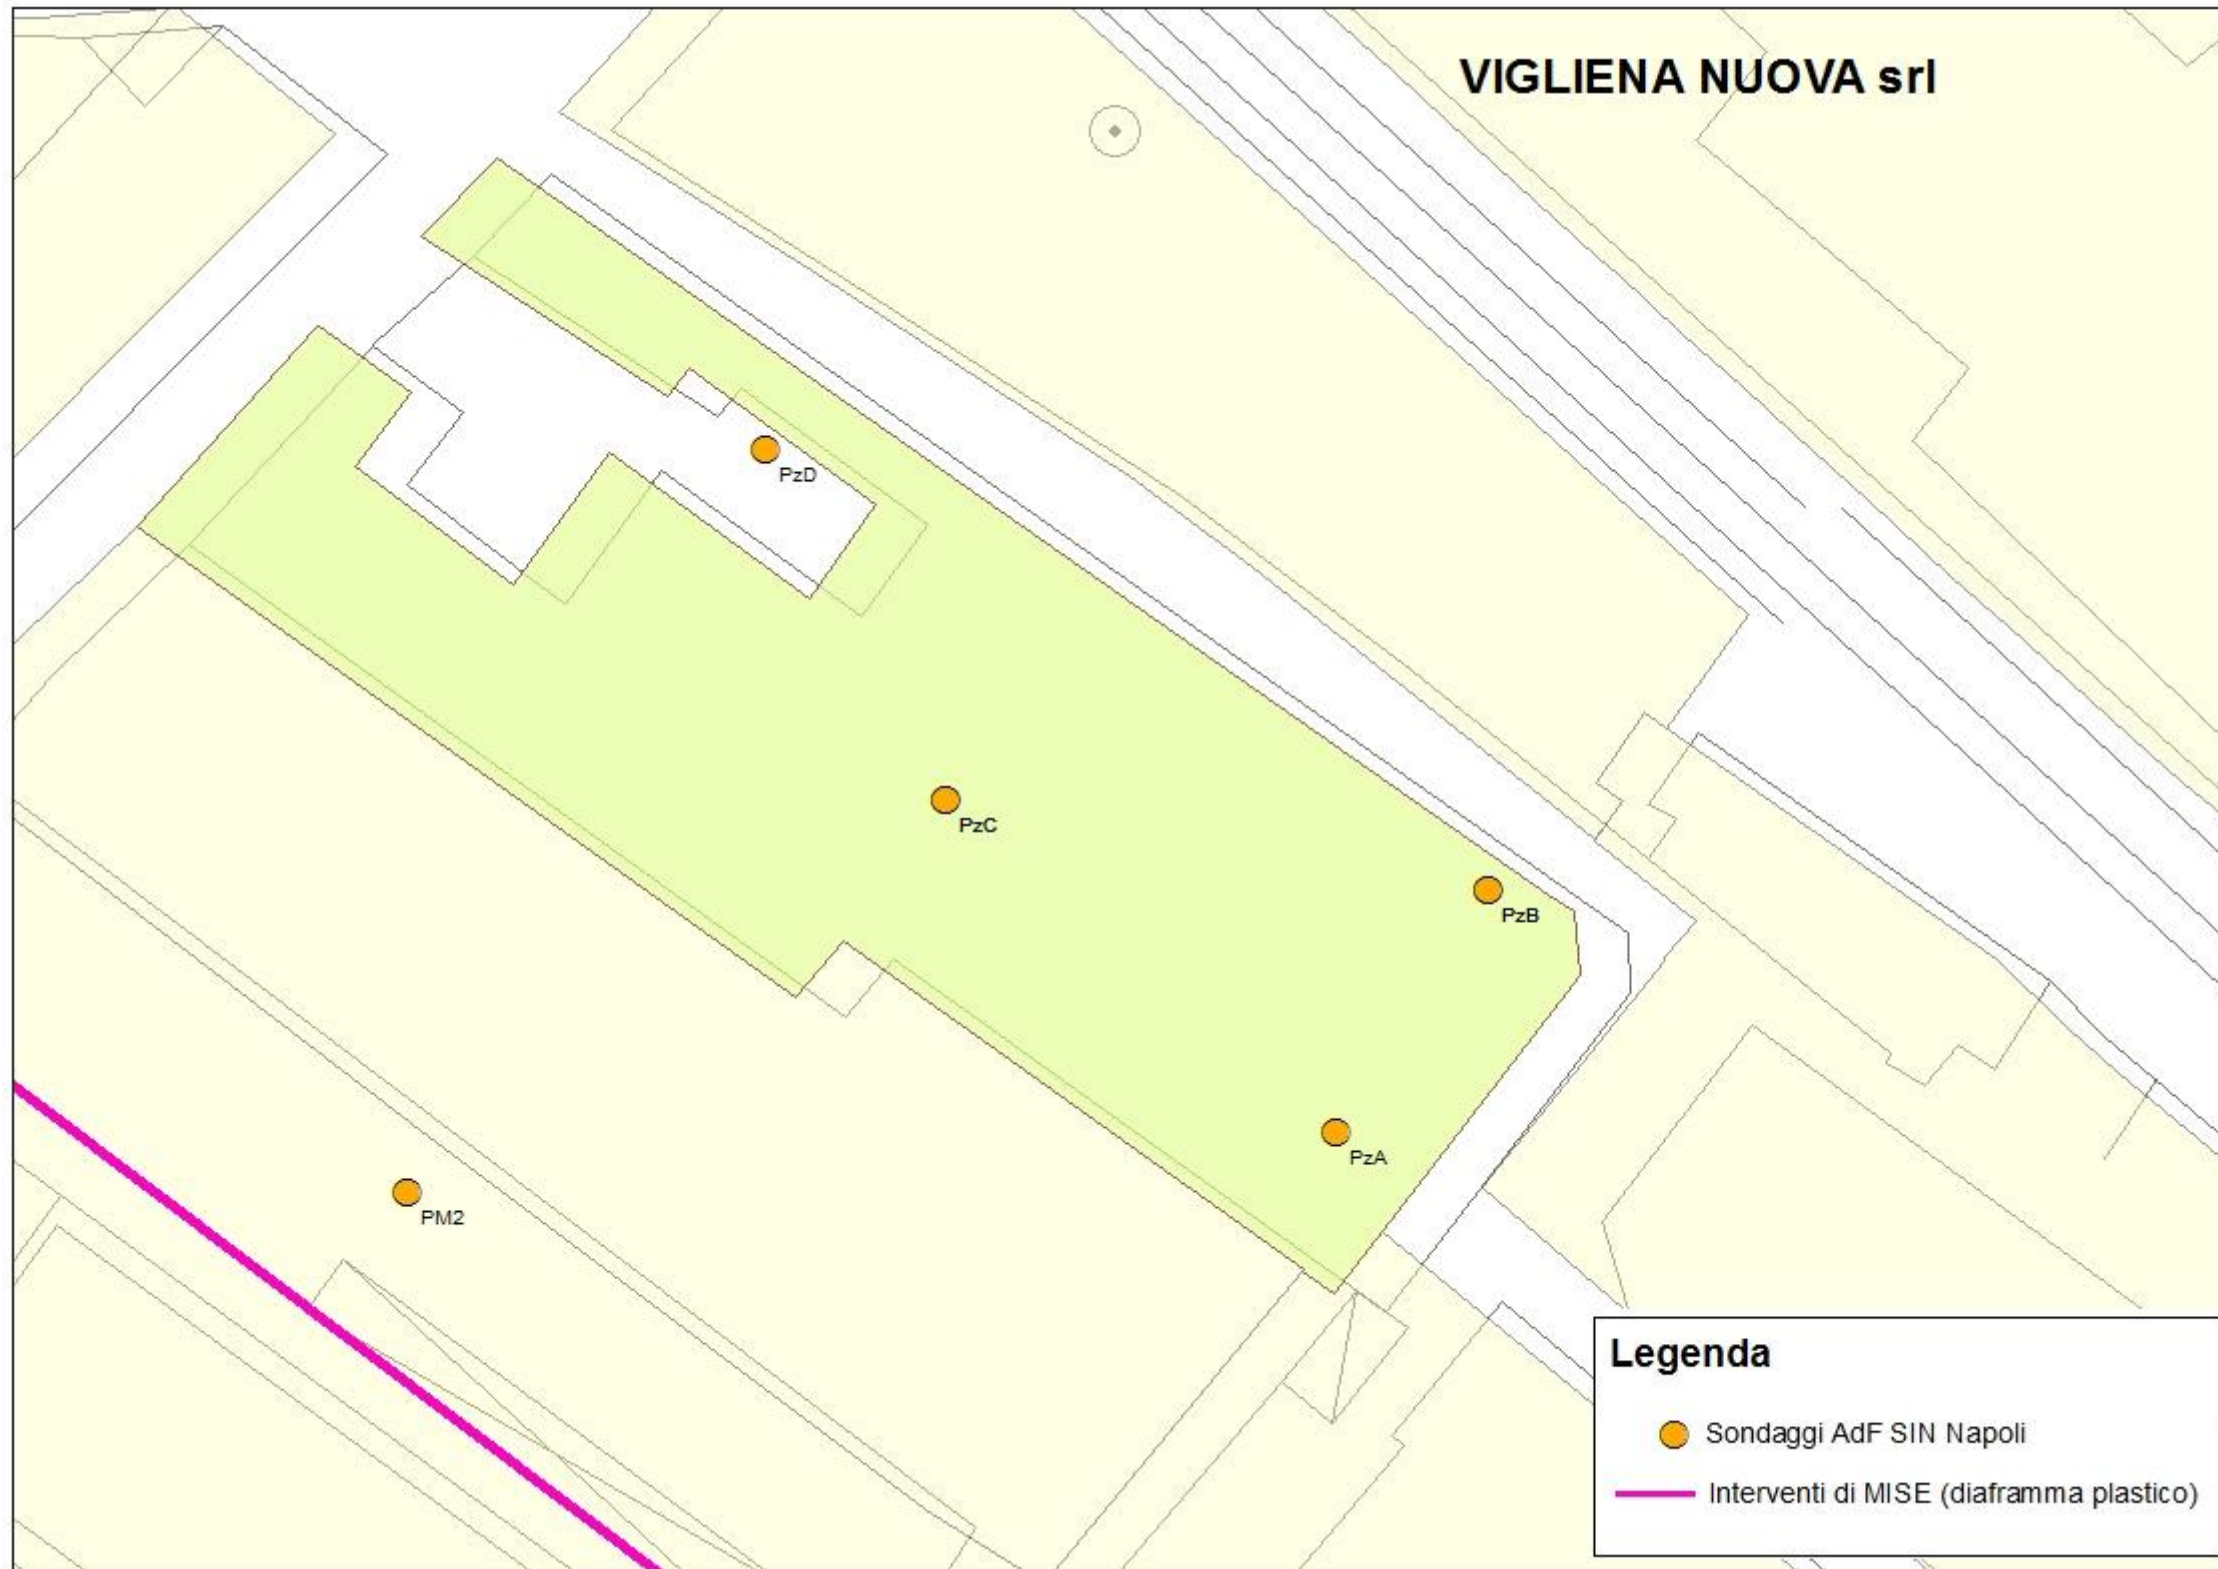 VIGLIENA NUOVA srl
PzD
PzC
PzB
PzA
PM2
Legenda
Sondaggi AdF SIN Napoli
Interventi di MISE (diaframma plastico)